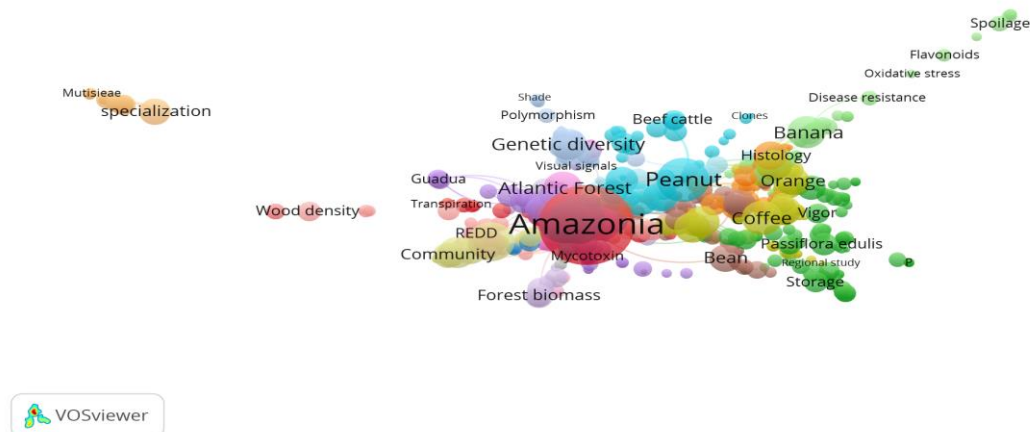 Spoilage
Flavonoids
Oxidative stress
Mutisieae
Shade
Disease resistance
specialization
Polymorphism
Beef cattle
Clones
Banana
Genetic diversity
Histology
Visual signals
Guadua
Atlantic Forest
Peanut
Orange
Transpiration
Wood density
Amazonia
Coffee
Vigor
REDD
Passiflora edulis
Community
Mycotoxin
Bean
Regional study
P
Storage
Forest biomass
VOSviewer